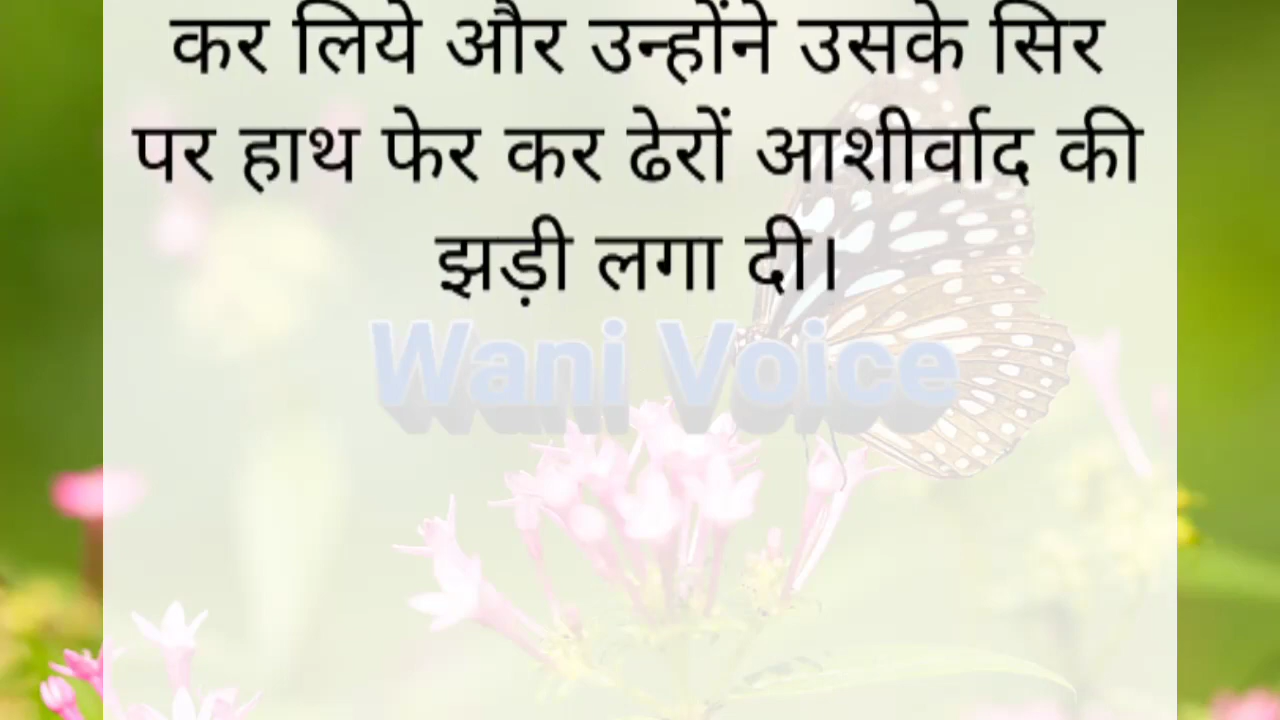 कर लिये और उन्होंने उसके सिर
पर हाथ फेर कर ढेरों आशीर्वाद की
झड़ी लगा दी।
Wani Voice